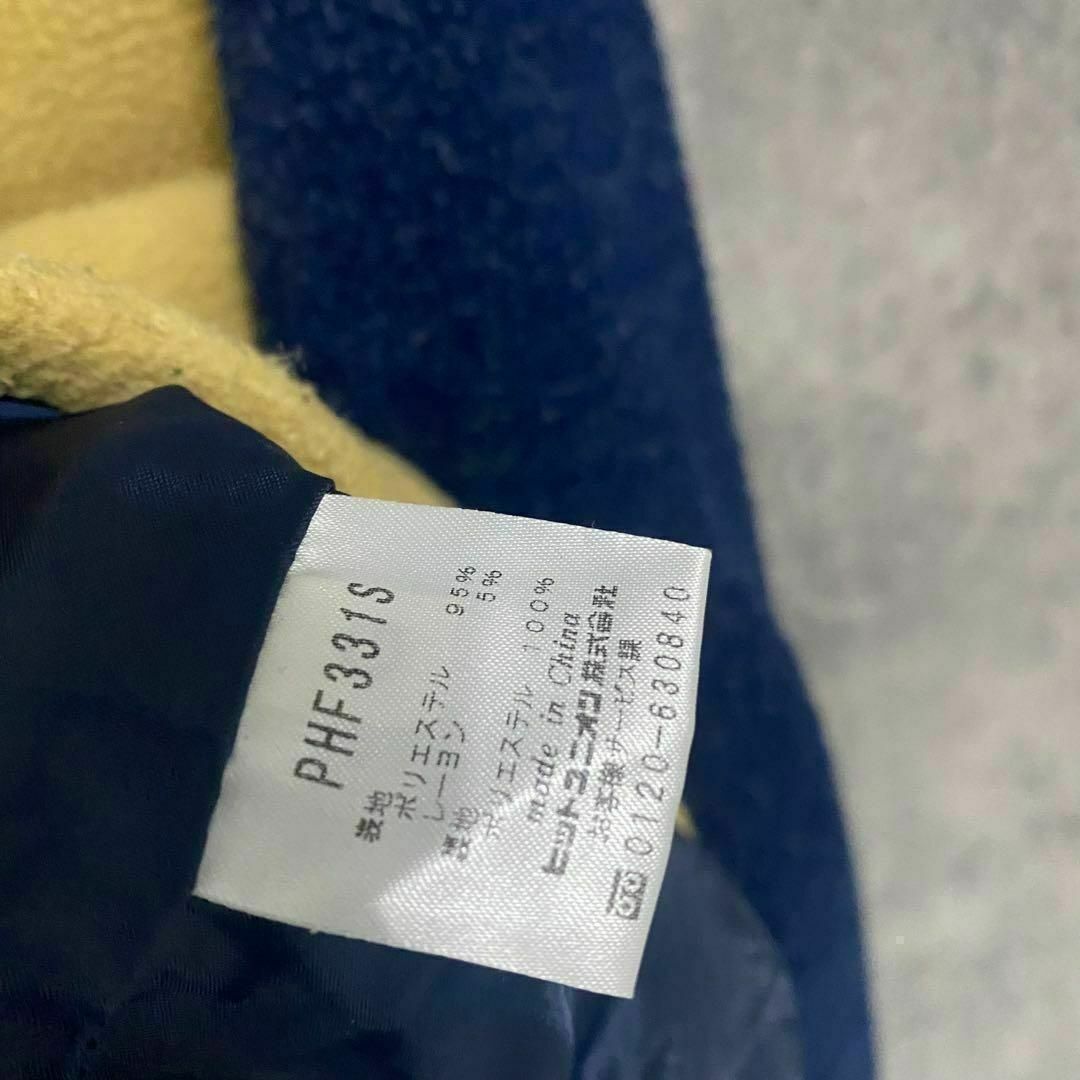 PHF331S
表地
ポリエステル 95%
レーヨン 5%
裏地
ポリエステル 100%
made in China
ヒットユニオン株式会社
お客様サービス課
0120-630840